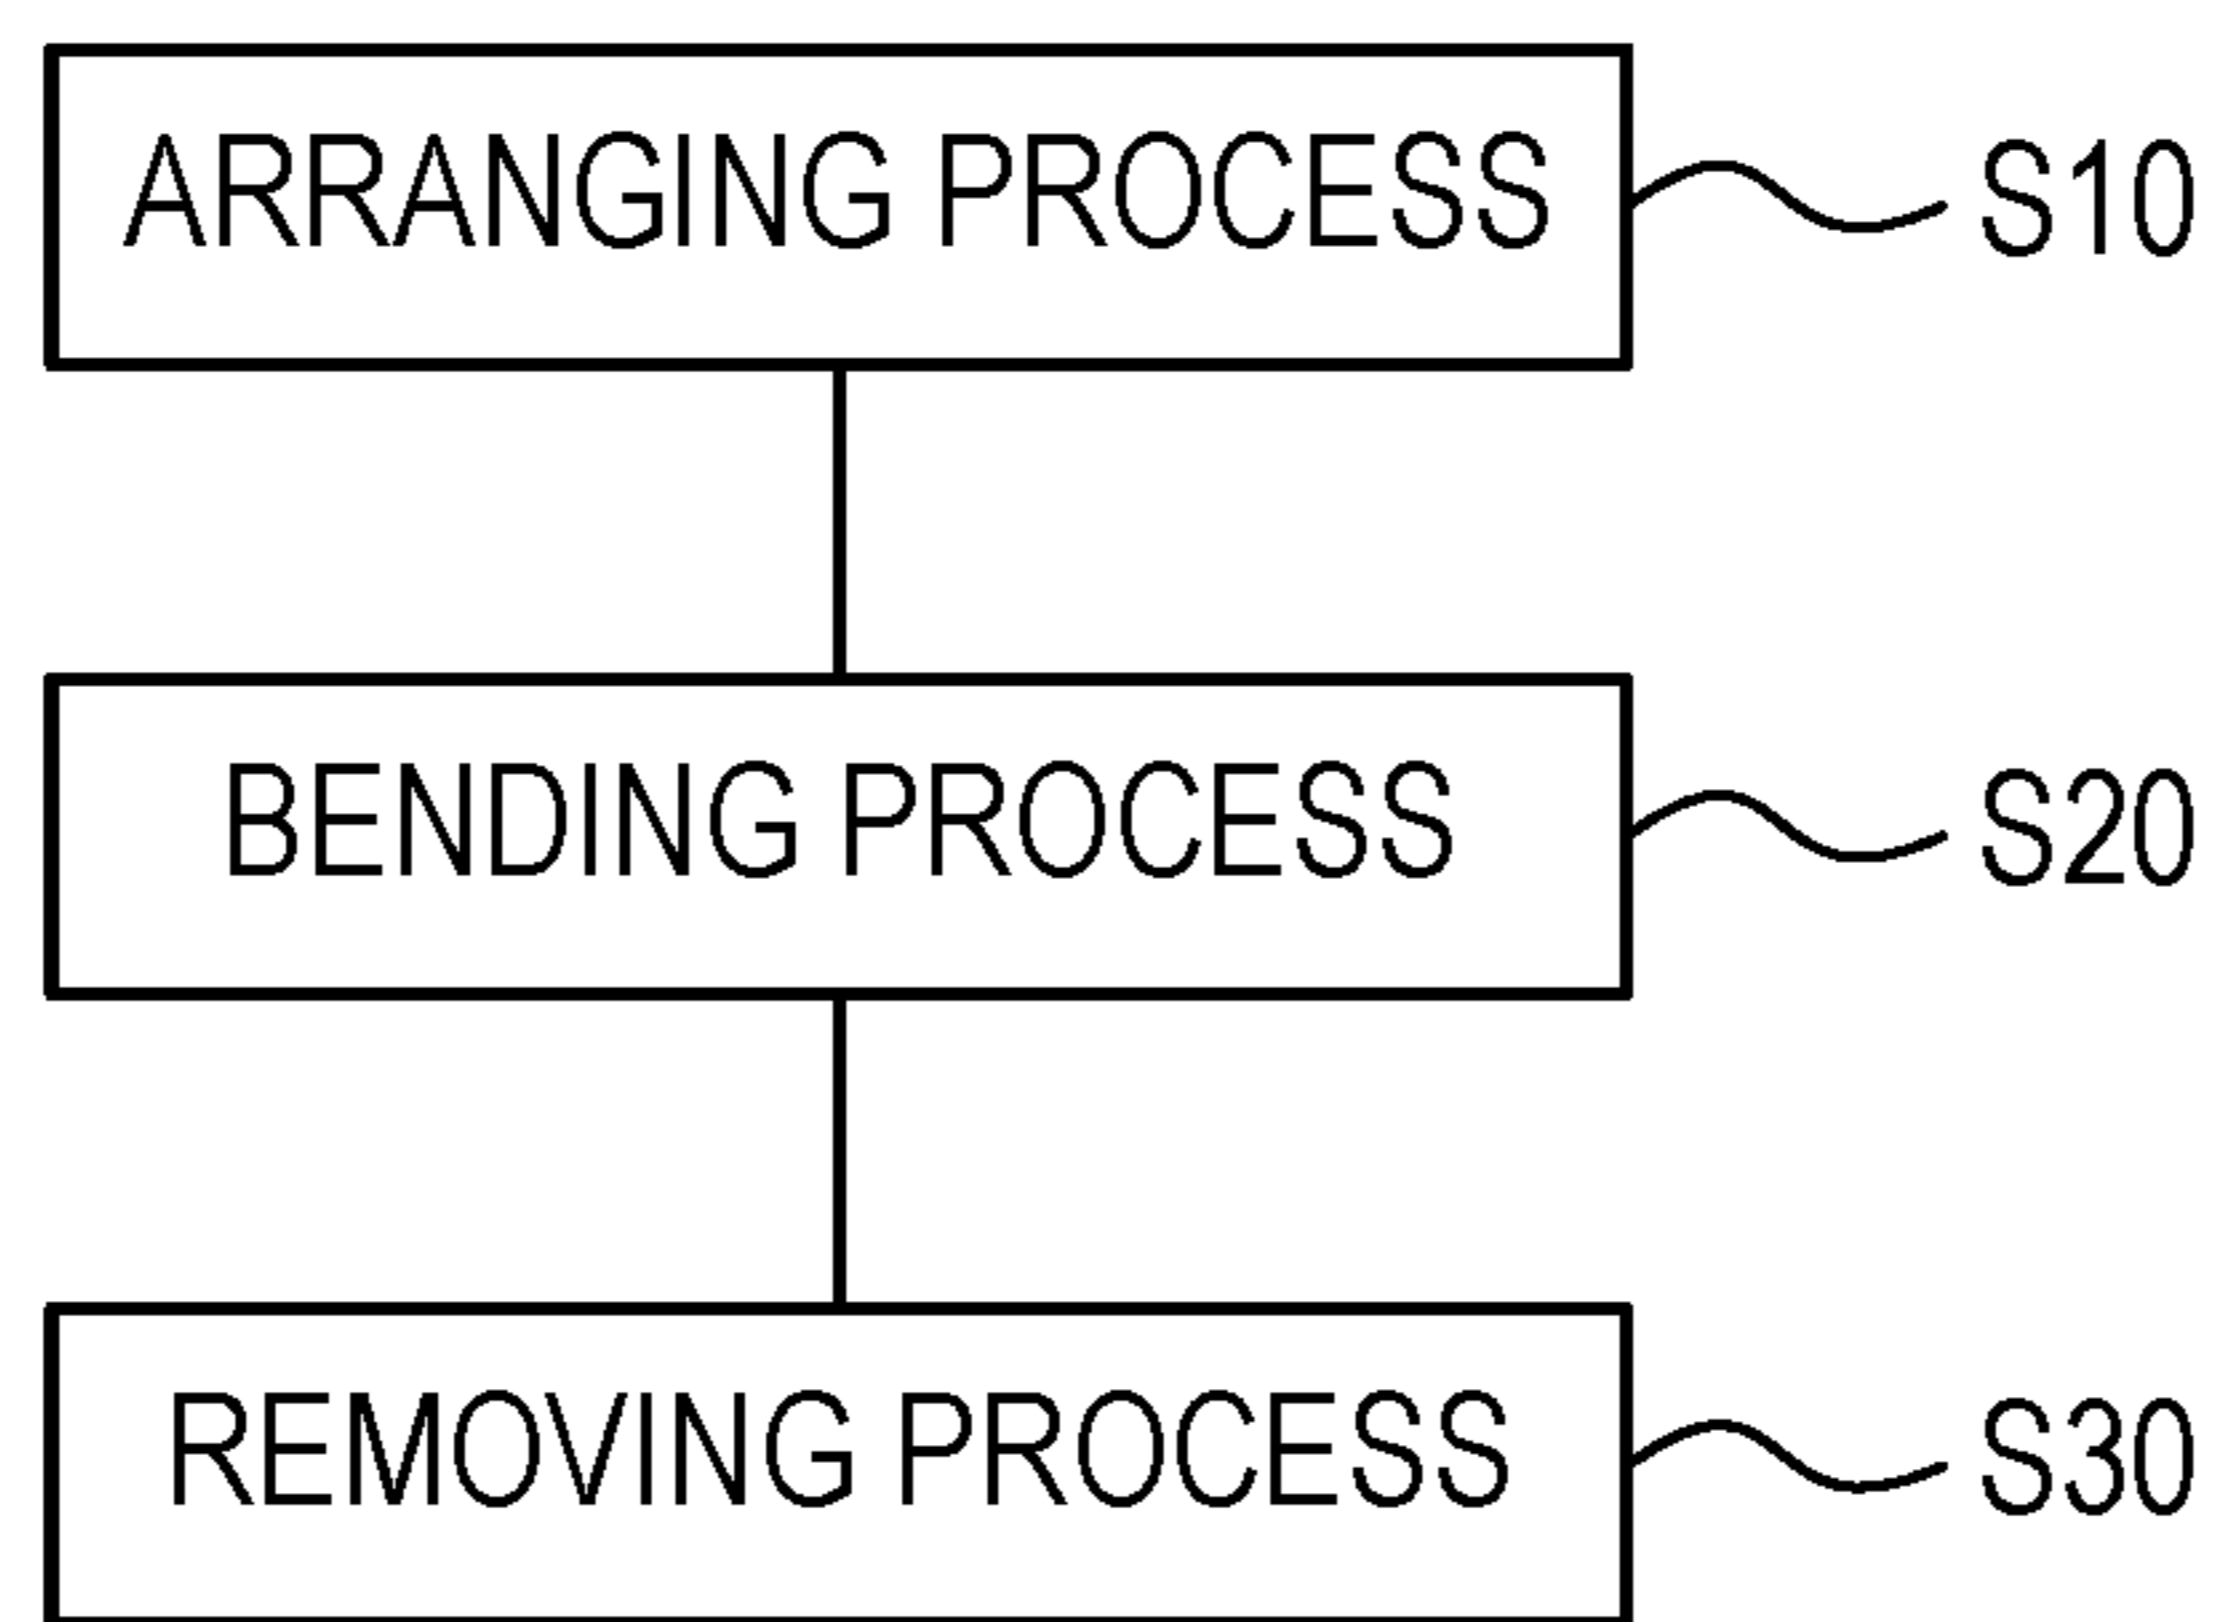 ARRANGING PROCESS S10
BENDING PROCESS S20
REMOVING PROCESS S30